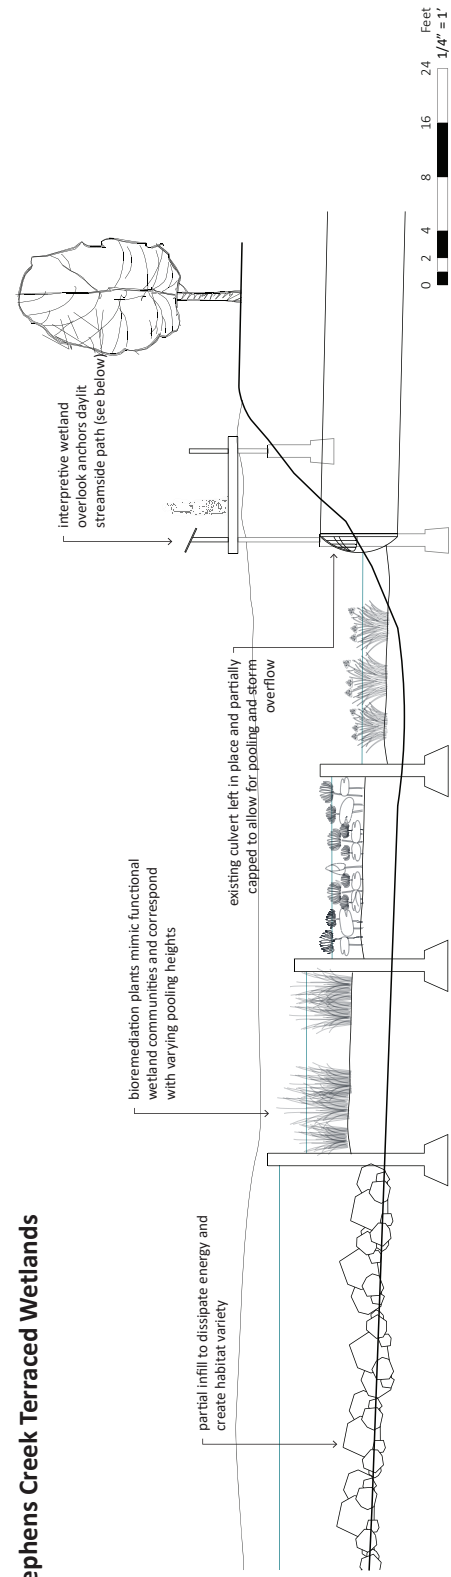 ephens Creek Terraced Wetlands
partial infill to dissipate energy and
create habitat variety
bioremediation plants mimic functional
wetland communities and correspond
with varying pooling heights
existing culvert left in place and partially
capped to allow for pooling and storm
overflow
interpretive wetland
overlook anchors daylit
streamside path (see below)
0 2 4 8 16 24 Feet
1/4" = 1'